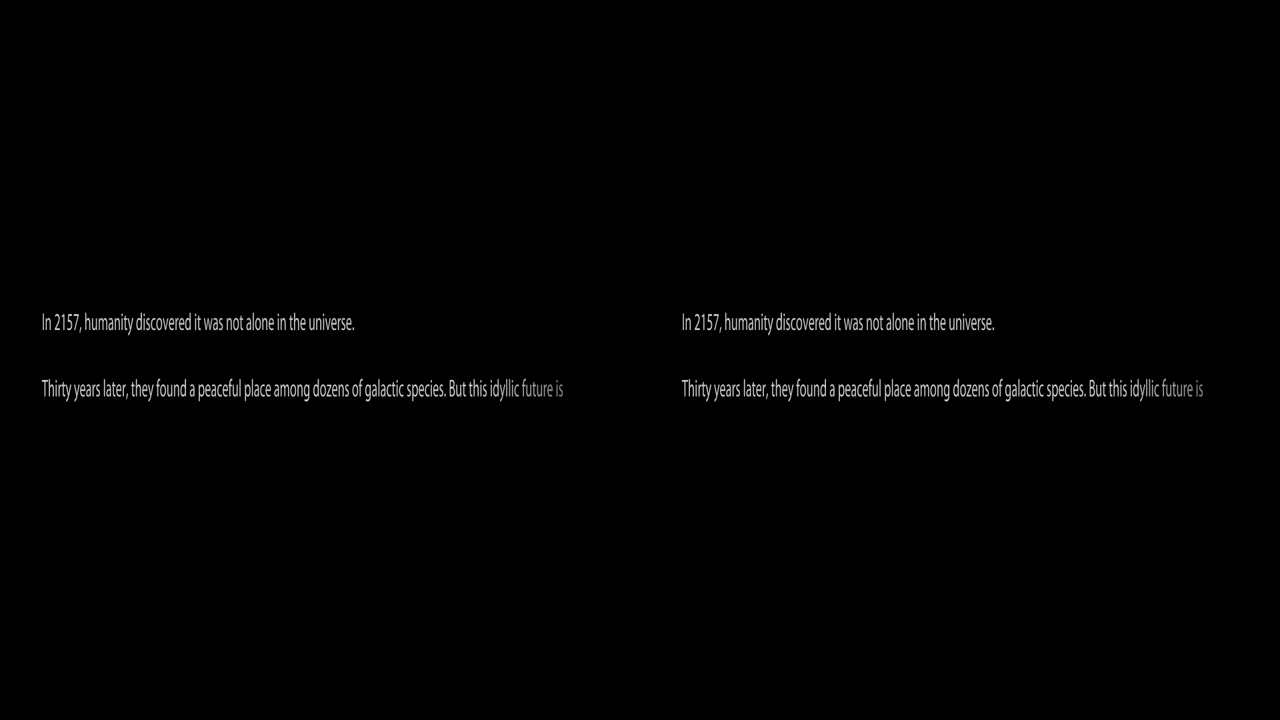 In 2157, humanity discovered it was not alone in the universe.
Thirty years later, they found a peaceful place among dozens of galactic species. But this idyllic future is
In 2157, humanity discovered it was not alone in the universe.
Thirty years later, they found a peaceful place among dozens of galactic species. But this idyllic future is